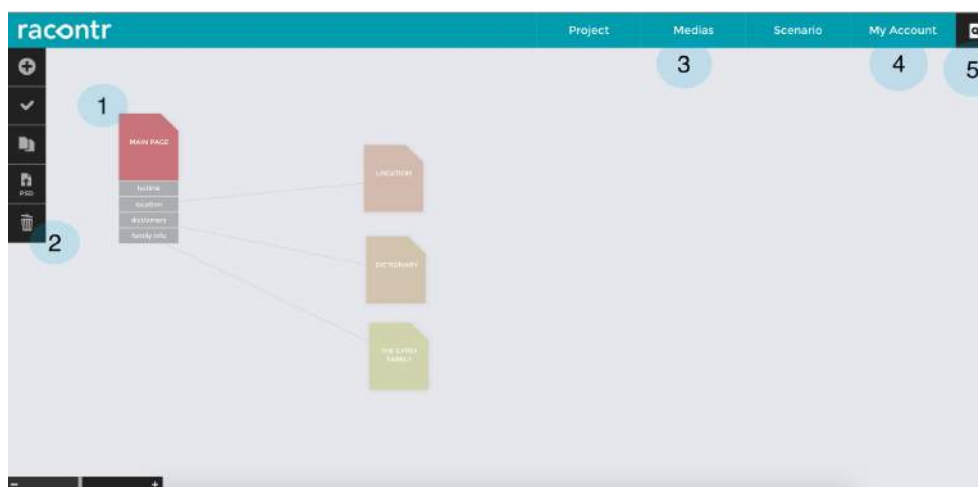 racontr
Project
Medias
Scenario
My Account
3
4
5
1
MAIN PAGE
location
dictionary
family info
PSD
2
LOCATION
DICTIONARY